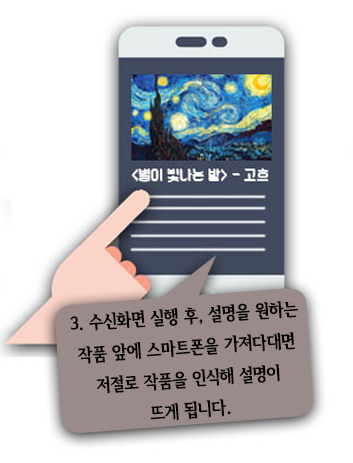 <별이 빛나는 밤> - 고흐
3. 수신화면 실행 후, 설명을 원하는
작품 앞에 스마트폰을 가져다대면
저절로 작품을 인식해 설명이
뜨게 됩니다.